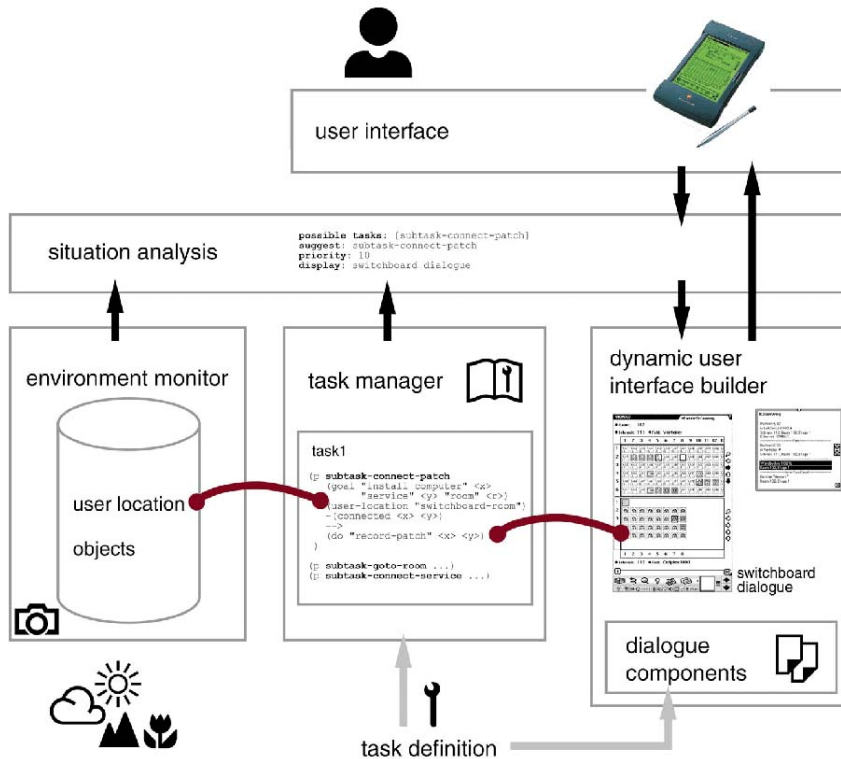 user interface
situation analysis
possible tasks: {subtask-connect-patch}
suggest: subtask-connect-patch
priority: 10
display: switchboard dialogue
environment monitor
user location
objects
task manager
task1
(p subtask-connect-patch
(goal "install computer" <x>
"service" <y> "room" <r>)
(user-location "switchboard-room")
-(connected <x> <y>)
-->
(do "record-patch" <x> <y>)
)
(p subtask-goto-room ...)
(p subtask-connect-service ...)
dynamic user
interface builder
switchboard
dialogue
dialogue
components
task definition